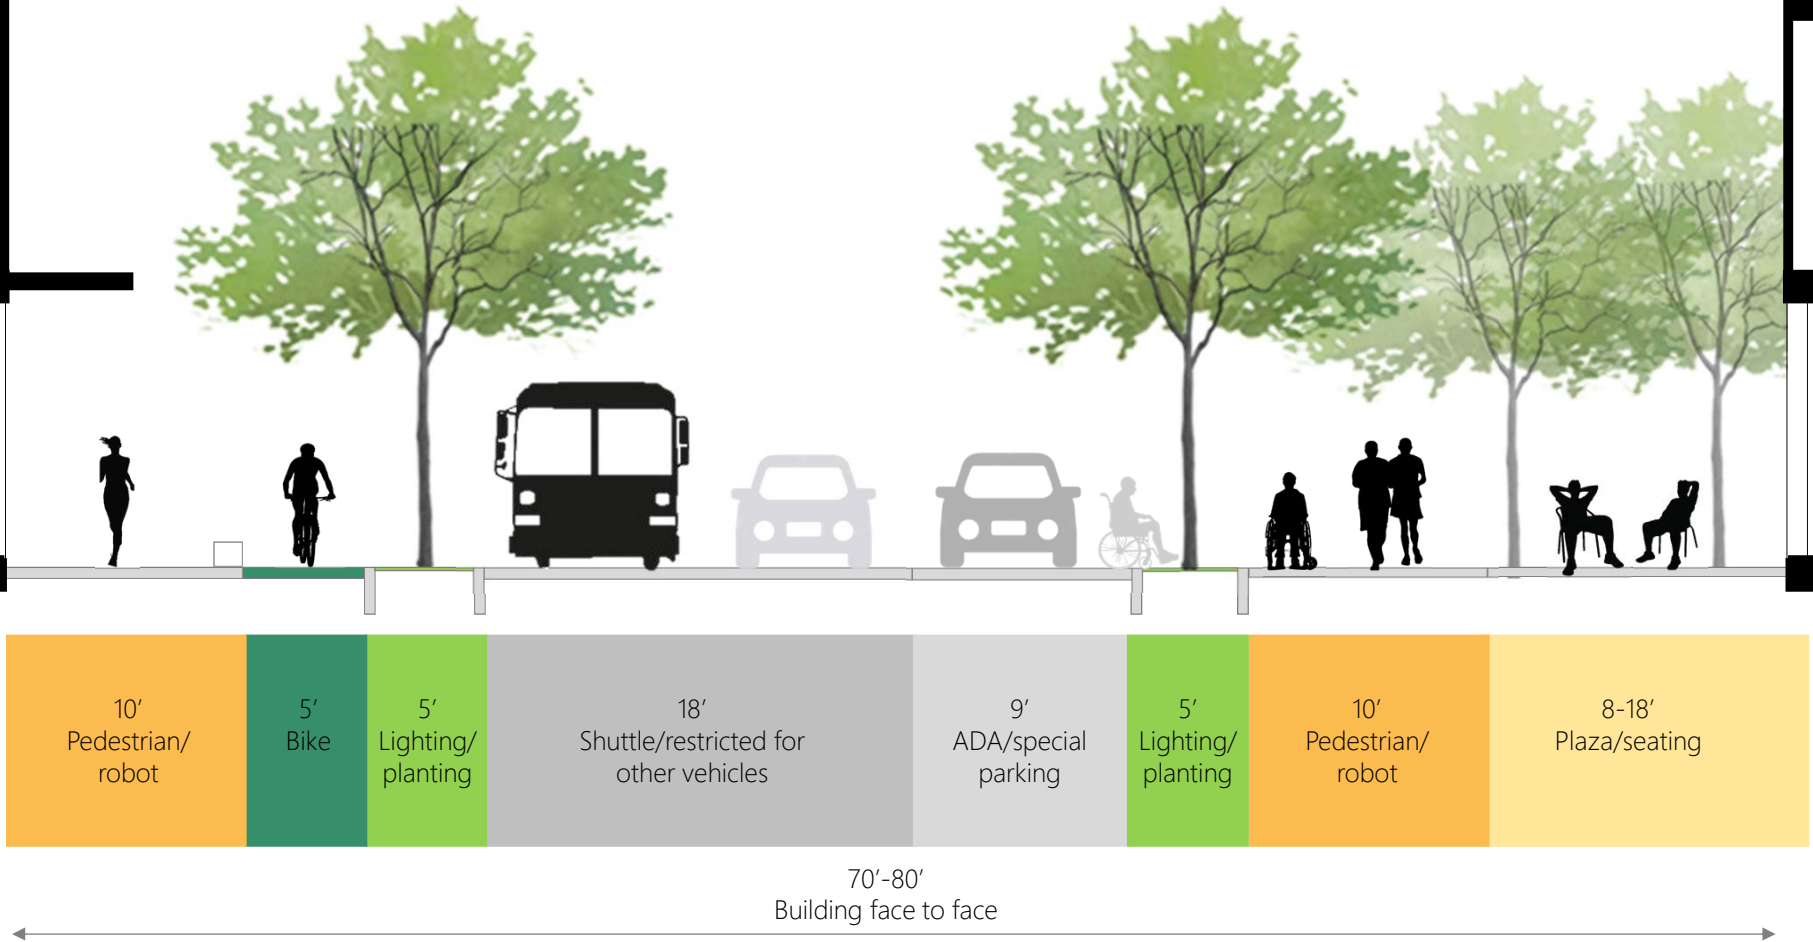 10’
Pedestrian/
robot
5’
Bike
5’
Lighting/
planting
18’
Shuttle/restricted for
other vehicles
9’
ADA/special
parking
5’
Lighting/
planting
10’
Pedestrian/
robot
8-18’
Plaza/seating
70’-80’
Building face to face